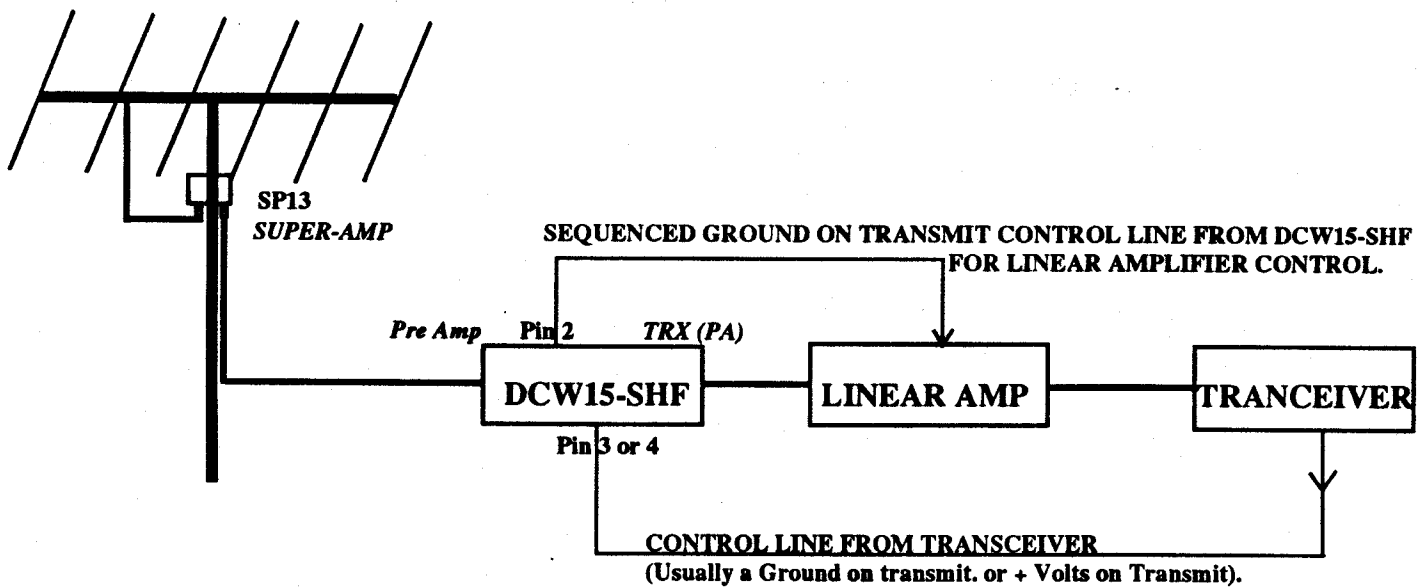 SP13
SUPER-AMP
SEQUENCED GROUND ON TRANSMIT CONTROL LINE FROM DCW15-SHF
FOR LINEAR AMPLIFIER CONTROL.
Pre Amp Pin 2 TRX (PA)
DCW15-SHF LINEAR AMP TRANCEIVER
Pin 3 or 4
CONTROL LINE FROM TRANSCEIVER
(Usually a Ground on transmit. or + Volts on Transmit).